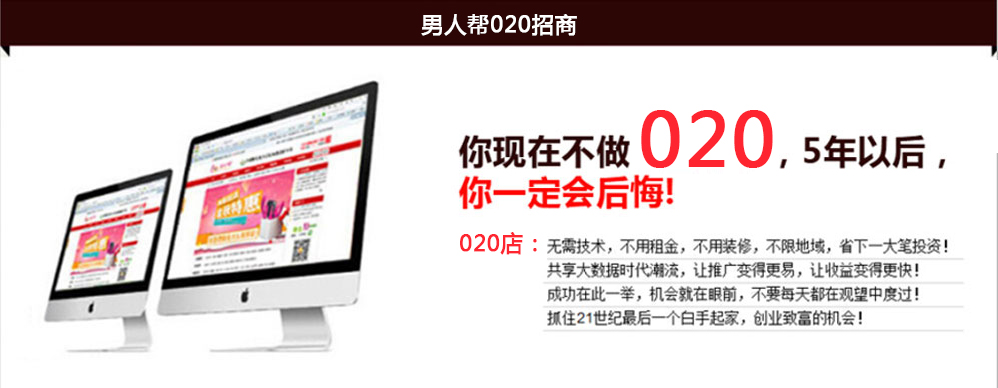 男人帮020招商
你现在不做020，5年以后，
你一定会后悔!
020店：无需技术，不用租金，不用装修，不限地域，省下一大笔投资！
共享大数据时代潮流，让推广变得更易，让收益变得更快！
成功在此一举，机会就在眼前，不要每天都在观望中度过！
抓住21世纪最后一个白手起家，创业致富的机会！